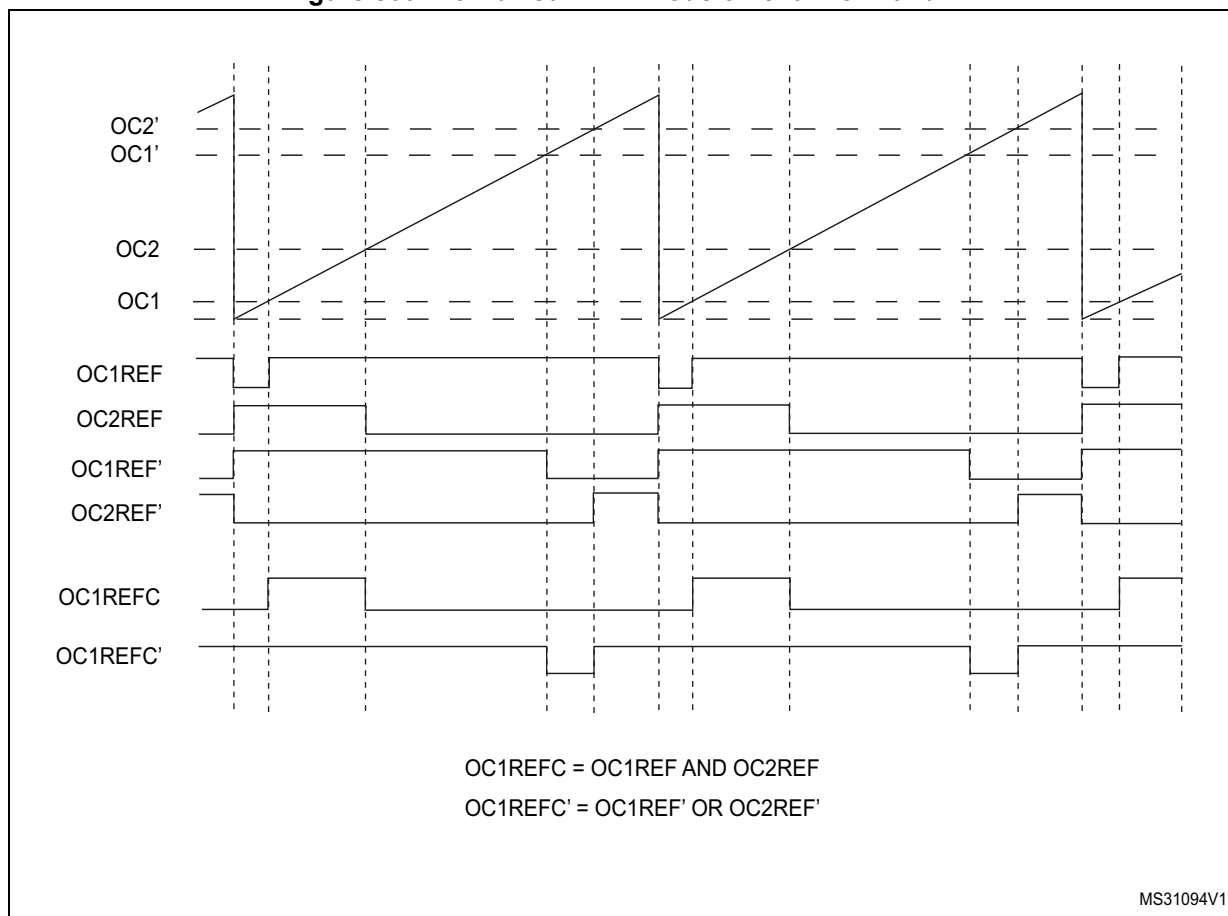 OC2’
OC1’
OC2
OC1
OC1REF
OC2REF
OC1REF’
OC2REF’
OC1REFC
OC1REFC’
OC1REFC = OC1REF AND OC2REF
OC1REFC’ = OC1REF’ OR OC2REF’
MS31094V1